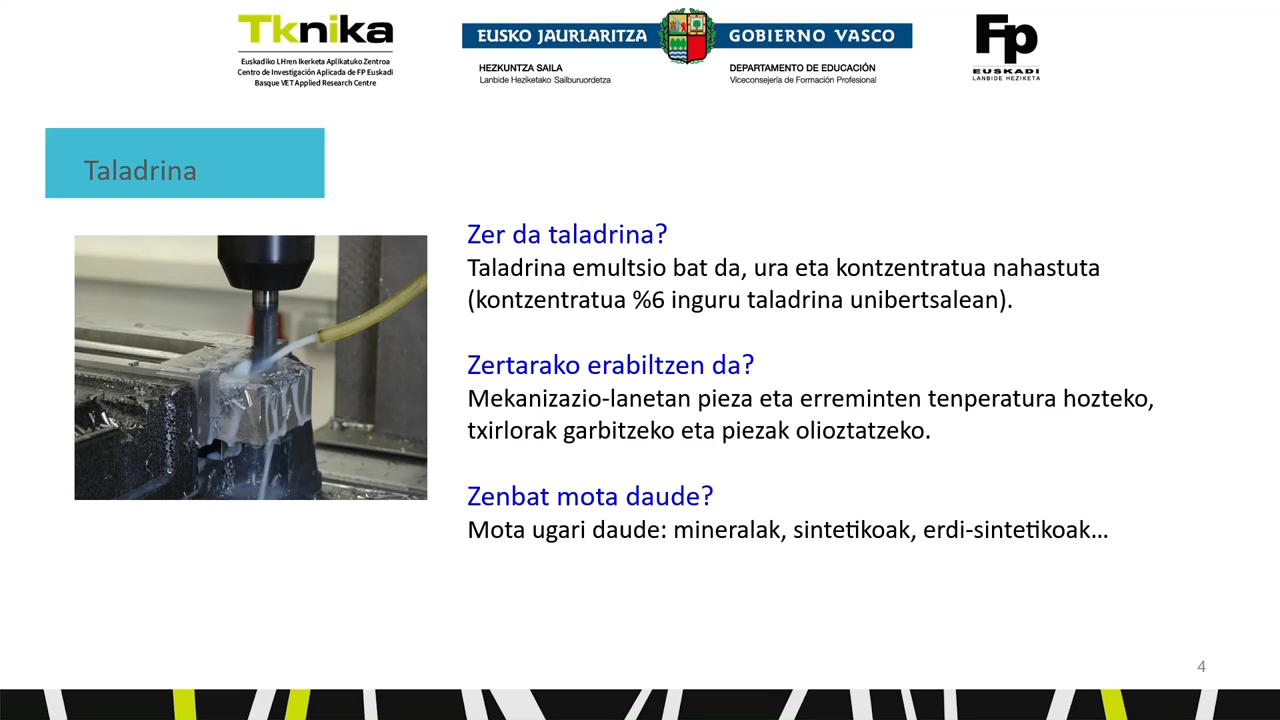 Tknika
Euskadiko LHren Ikerketa Aplikatuko Zentroa
Centro de Investigación Aplicada de FP Euskadi
Basque VET Applied Research Centre
EUSKO JAURLARITZA
GOBIERNO VASCO
HEZKUNTZA SAILA
Lanbide Heziketako Sailburuordetza
DEPARTAMENTO DE EDUCACIÓN
Viceconsejería de Formación Profesional
Fp
EUSKADI
LANBIDE HEZIKETA
Taladrina
Zer da taladrina?
Taladrina emultsio bat da, ura eta kontzentratua nahastuta
(kontzentratua %6 inguru taladrina unibertsalean).
Zertarako erabiltzen da?
Mekanizazio-lanetan pieza eta erreminten tenperatura hozteko,
txirlorak garbitzeko eta piezak olioztatzeko.
Zenbat mota daude?
Mota ugari daude: mineralak, sintetikoak, erdi-sintetikoak…
4